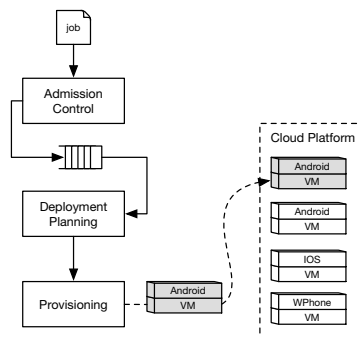 job
Admission
Control
Cloud Platform
Android
VM
Deployment
Planning
Android
VM
IOS
VM
Provisioning
Android
VM
WPhone
VM